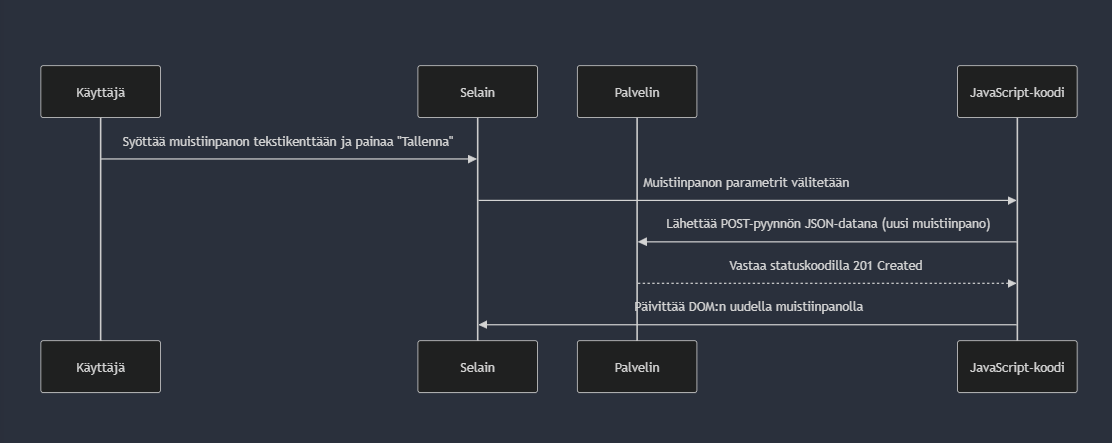 Käyttäjä
Selain
Palvelin
JavaScript-koodi
Syöttää muistiinpanon tekstikenttään ja painaa "Tallenna"
Muistiinpanon parametrit välitetään
Lähettää POST-pyynnön JSON-datana (uusi muistiinpano)
Vastaa statuskoodilla 201 Created
Päivittää DOM:n uudella muistiinpanolla
Käyttäjä
Selain
Palvelin
JavaScript-koodi